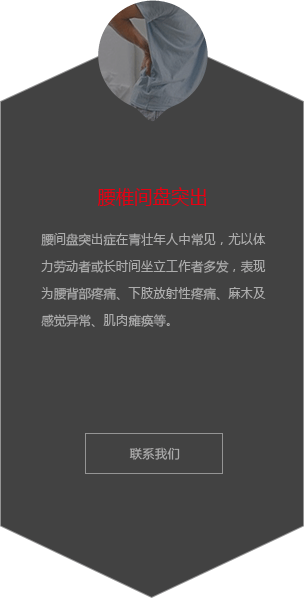 腰椎间盘突出
腰间盘突出症在青壮年人中常见，尤以体
力劳动者或长时间坐立工作者多发，表现
为腰背部疼痛、下肢放射性疼痛、麻木及
感觉异常、肌肉瘫痪等。
联系我们